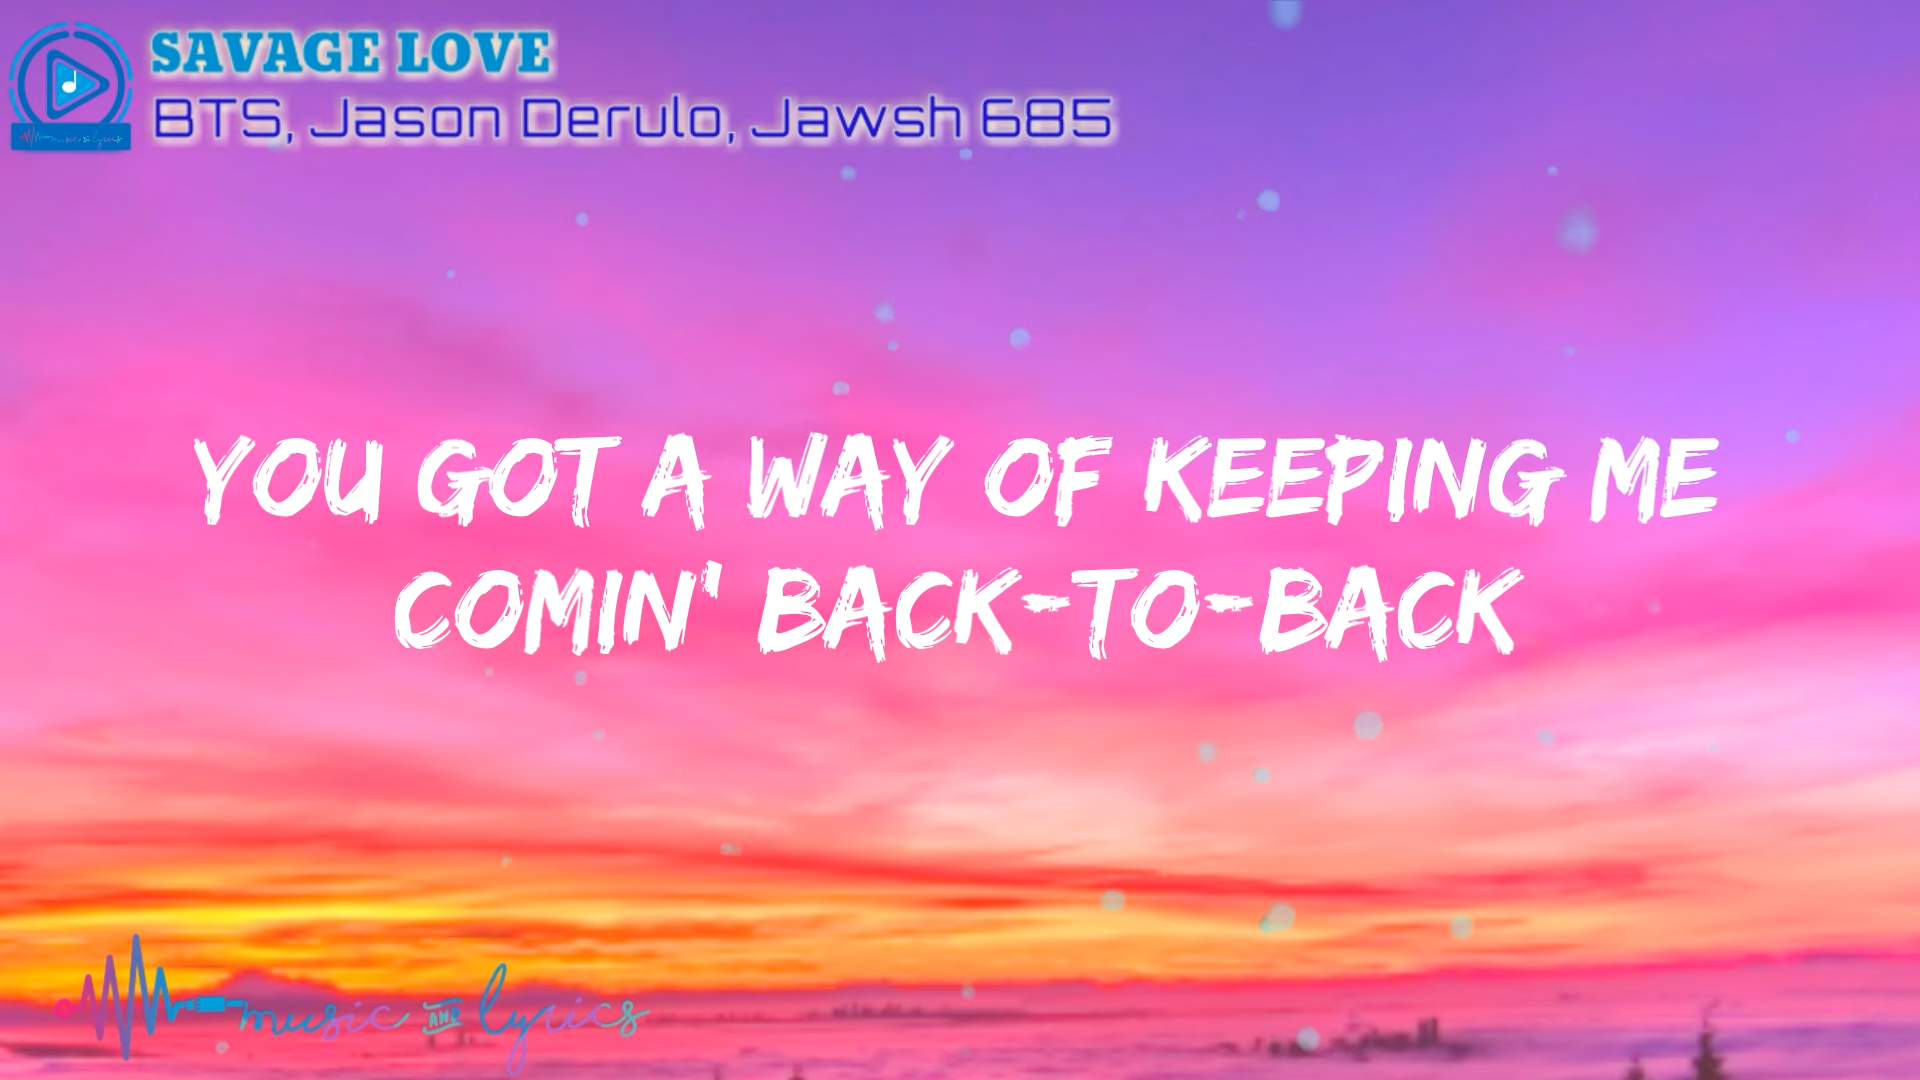 SAVAGE LOVE
BTS, Jason Derulo, Jawsh 685
YOU GOT A WAY OF KEEPING ME
COMIN' BACK-TO-BACK
music AND lyrics